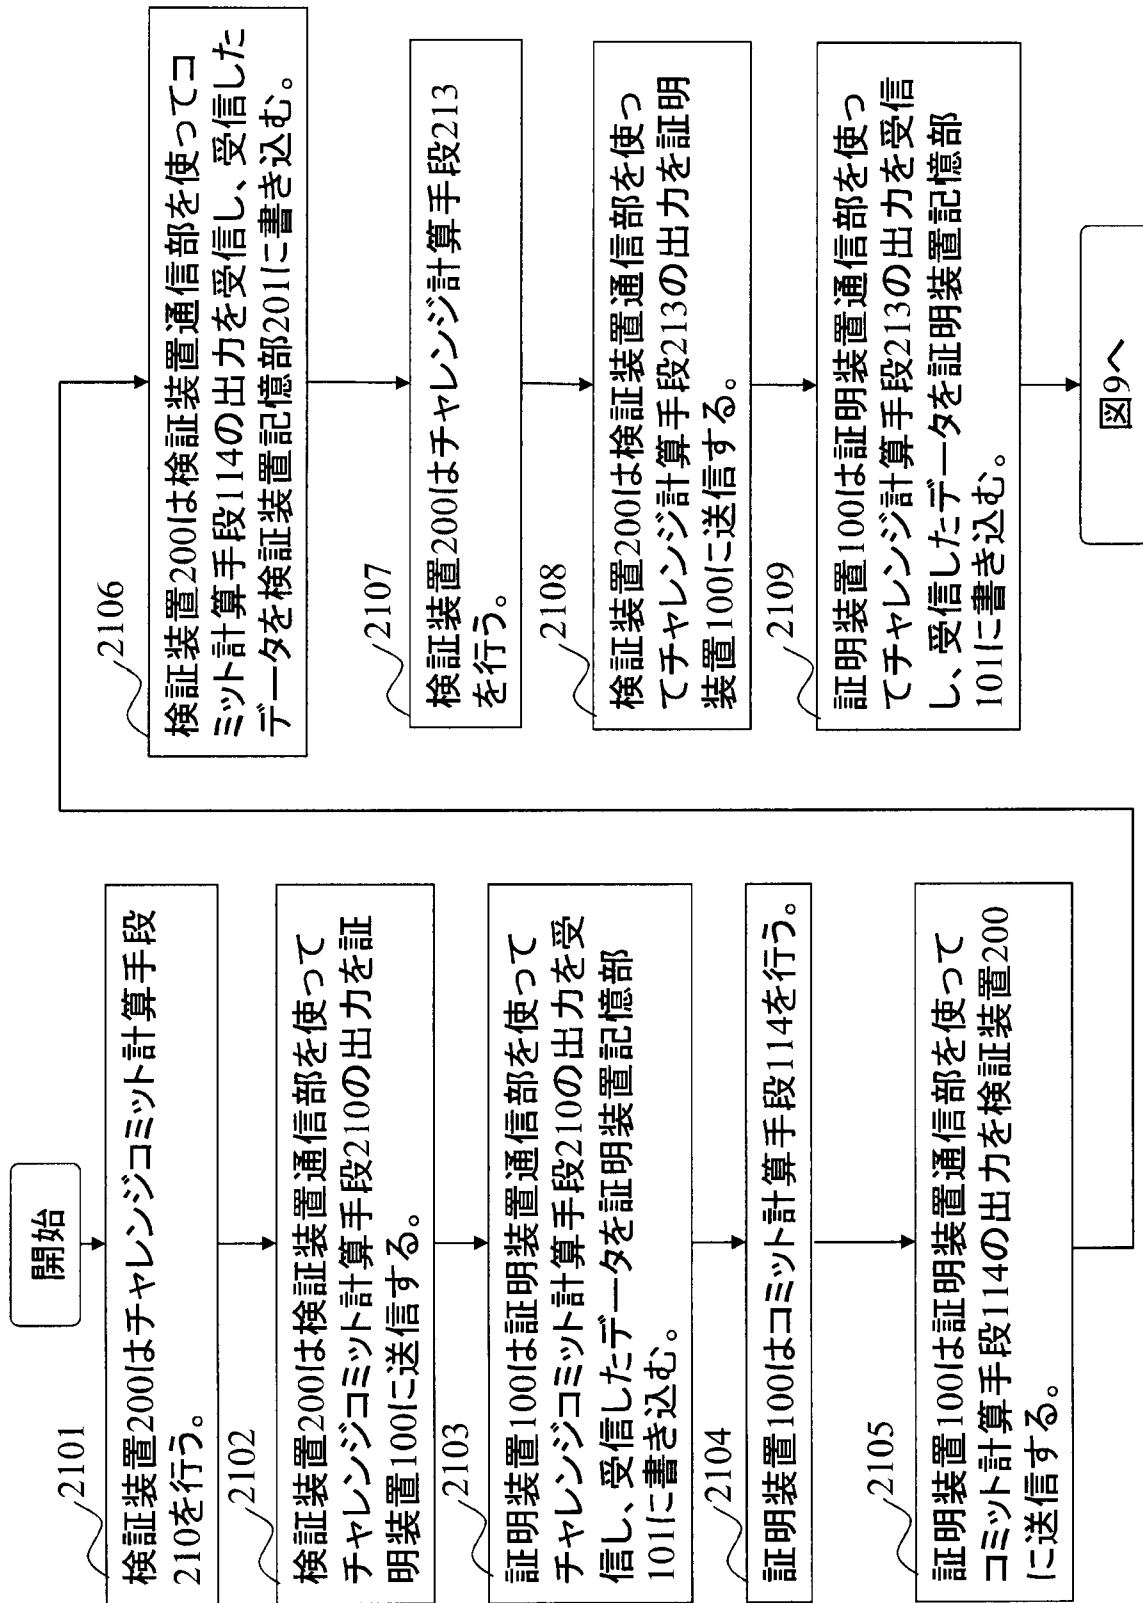 開始
2101
検証装置200はチャレンジコミット計算手段
210を行う。
2102
検証装置200は検証装置通信部を使って
チャレンジコミット計算手段210の出力を証
明装置100に送信する。
2103
証明装置100は証明装置通信部を使って
チャレンジコミット計算手段210の出力を受
信し、受信したデータを証明装置記憶部
101に書き込む。
2104
証明装置100はコミット計算手段114を行う。
2105
証明装置100は証明装置通信部を使って
コミット計算手段114の出力を検証装置200
に送信する。
2106
検証装置200は検証装置通信部を使ってコ
ミット計算手段114の出力を受信し、受信した
データを検証装置記憶部201に書き込む。
2107
検証装置200はチャレンジ計算手段213
を行う。
2108
検証装置200は検証装置通信部を使っ
てチャレンジ計算手段213の出力を証明
装置100に送信する。
2109
証明装置100は証明装置通信部を使っ
てチャレンジ計算手段213の出力を受信
し、受信したデータを証明装置記憶部
101に書き込む。
図9へ